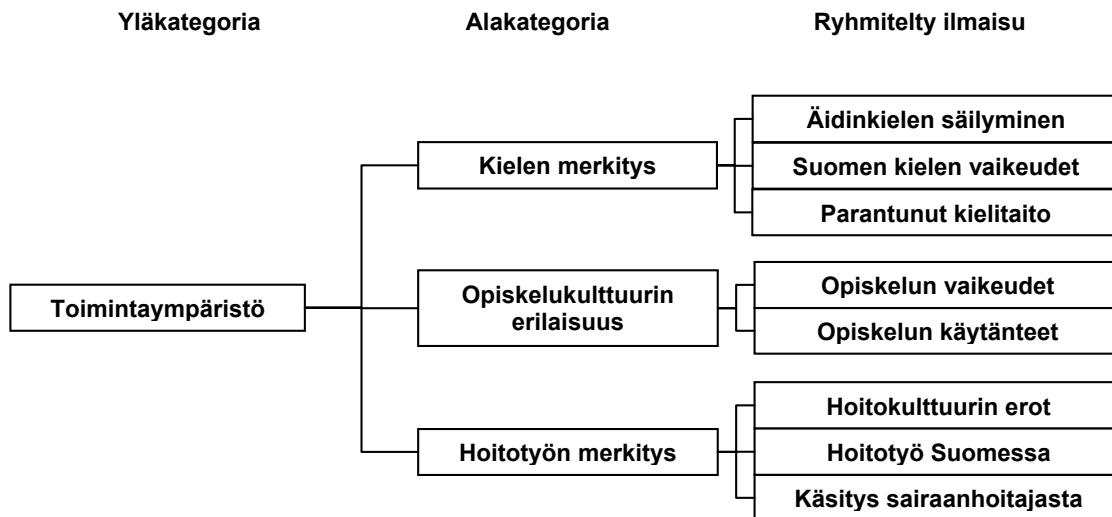 Yläkategoria
Alakategoria
Ryhmitelty ilmaisu
Äidinkielen säilyminen
Kielen merkitys
Suomen kielen vaikeudet
Parantunut kielitaito
Toimintaympäristö
Opiskelukulttuurin
erilaisuus
Opiskelun vaikeudet
Opiskelun käytänteet
Hoitokulttuurin erot
Hoitotyön merkitys
Hoitotyö Suomessa
Käsitys sairaanhoitajasta